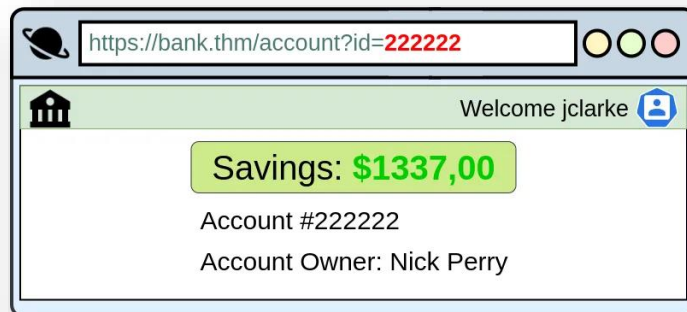 https://bank.thm/account?id=222222
Welcome jclarke
Savings: $1337,00
Account #222222
Account Owner: Nick Perry